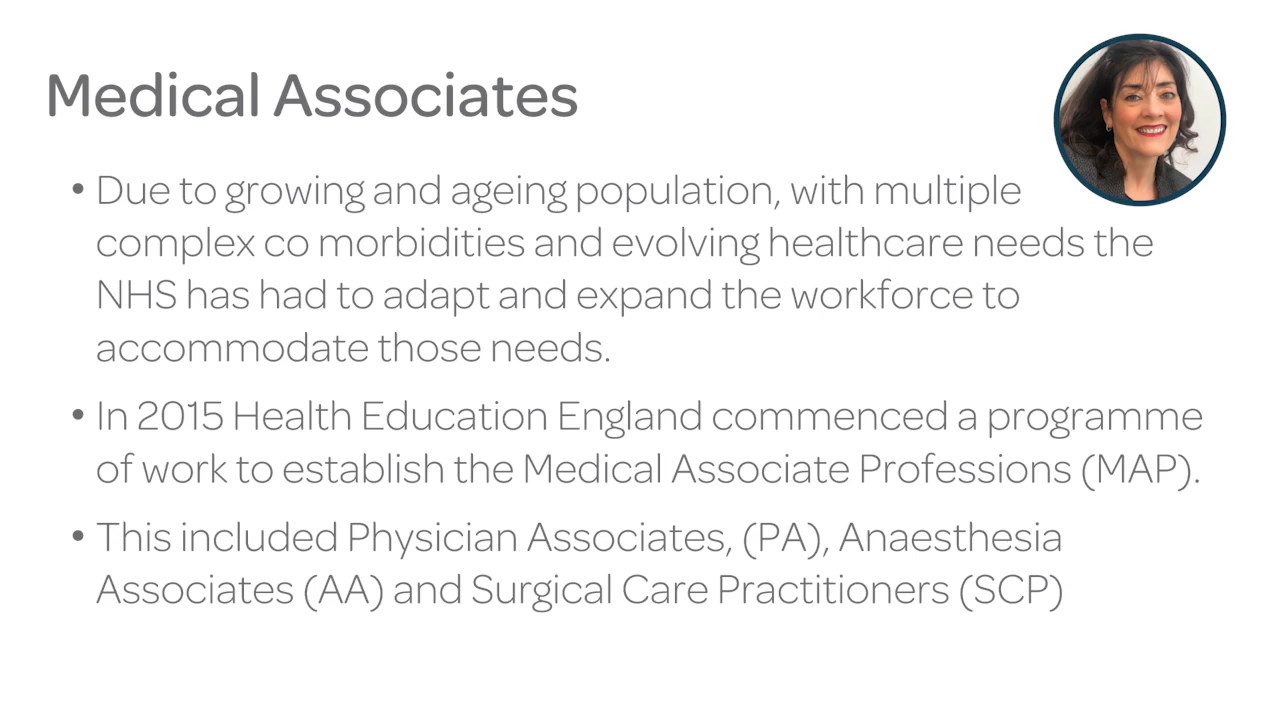 Medical Associates
• Due to growing and ageing population, with multiple
complex co morbidities and evolving healthcare needs the
NHS has had to adapt and expand the workforce to
accommodate those needs.
• In 2015 Health Education England commenced a programme
of work to establish the Medical Associate Professions (MAP).
• This included Physician Associates, (PA), Anaesthesia
Associates (AA) and Surgical Care Practitioners (SCP)